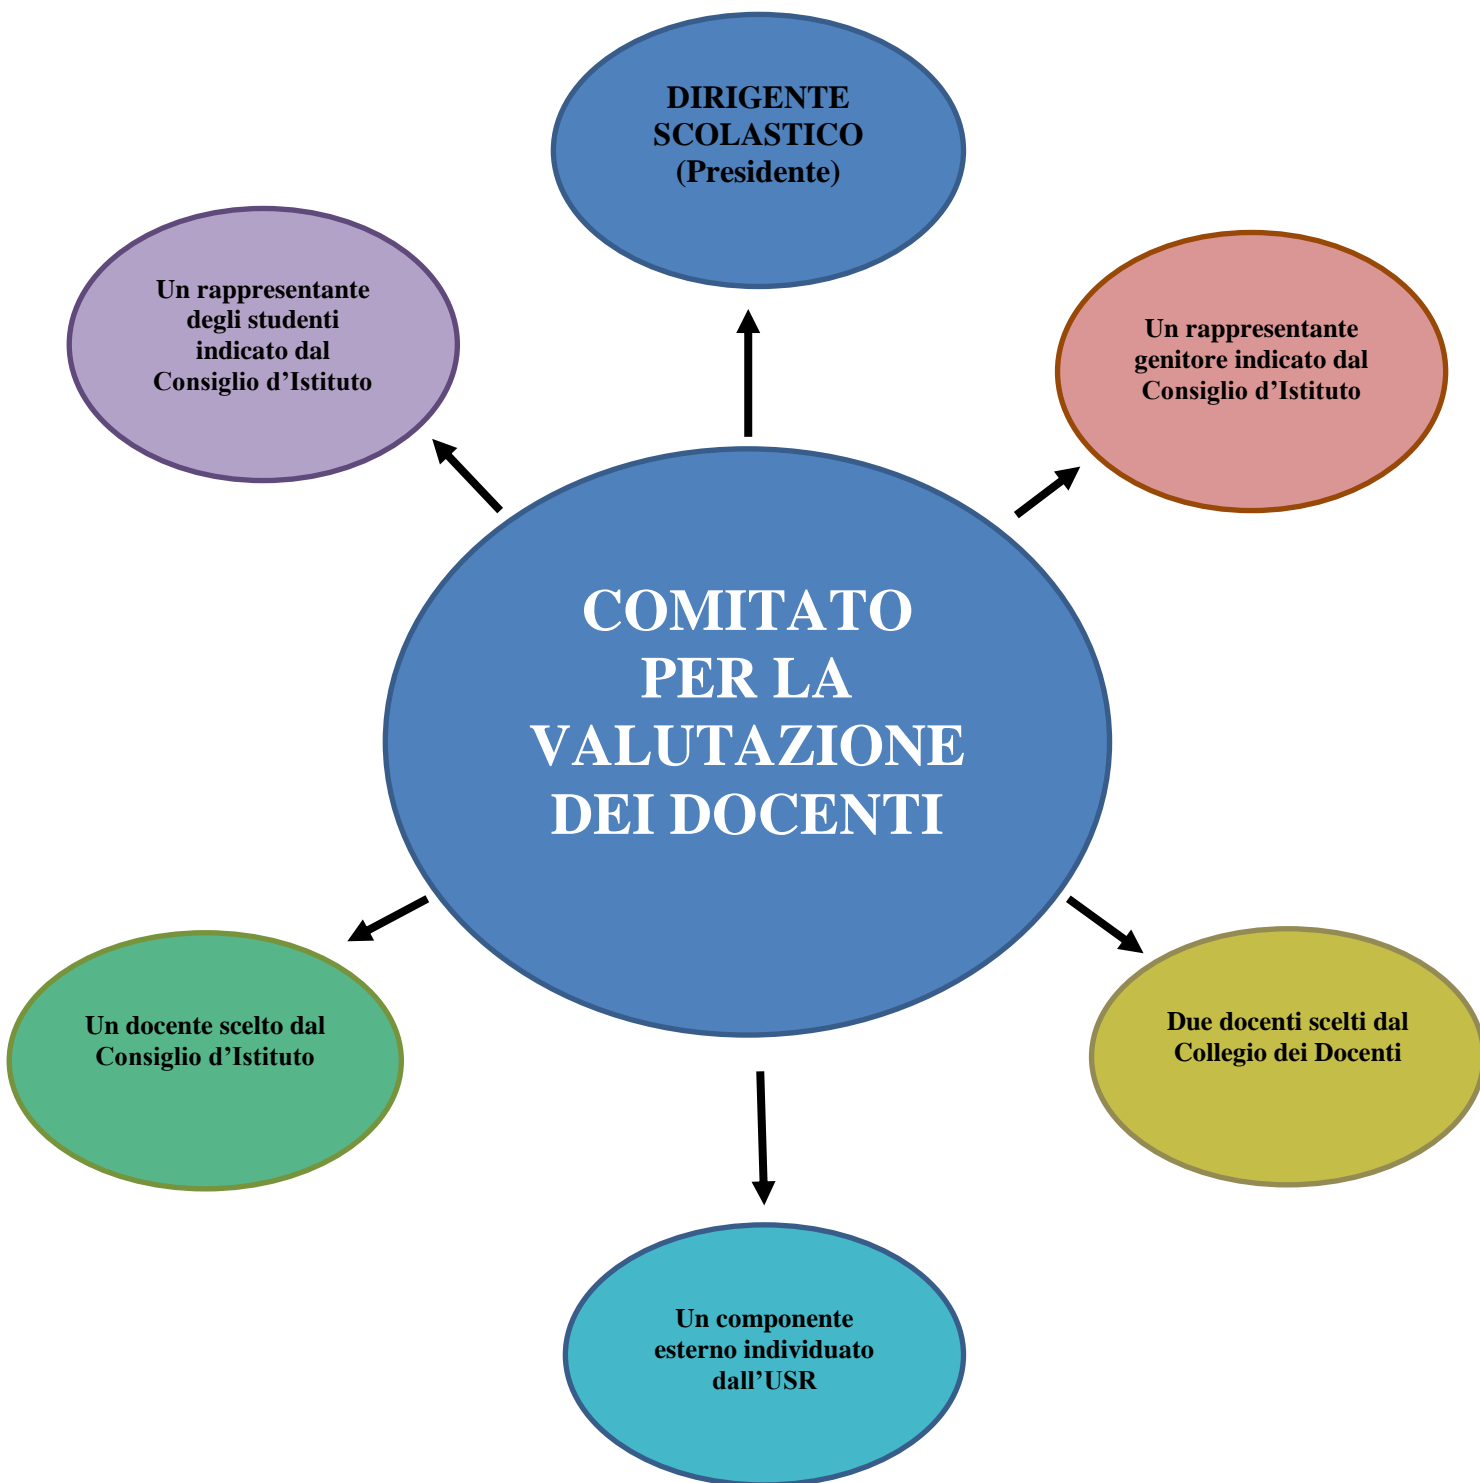 DIRIGENTE
SCOLASTICO
(Presidente)
Un rappresentante
degli studenti
indicato dal
Consiglio d’Istituto
Un rappresentante
genitore indicato dal
Consiglio d’Istituto
COMITATO
PER LA
VALUTAZIONE
DEI DOCENTI
Un docente scelto dal
Consiglio d’Istituto
Due docenti scelti dal
Collegio dei Docenti
Un componente
esterno individuato
dall’USR